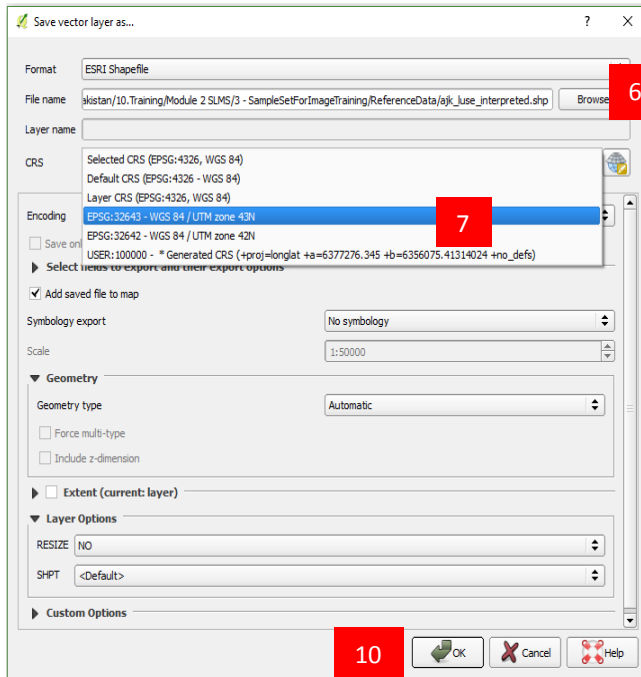 Save vector layer as... ? X
Format ESRI Shapefile
File name akistan/10.Training/Module 2 SLMS/3 - SampleSetForImageTraining/ReferenceData/ajk_luse_interpreted.shp Browse 6
Layer name
CRS
Selected CRS (EPSG:4326, WGS 84)
Default CRS (EPSG:4326 - WGS 84)
Layer CRS (EPSG:4326, WGS 84)
Encoding EPSG:32643 - WGS 84 / UTM zone 43N 7
EPSG:32642 - WGS 84 / UTM zone 42N
Save onl USER:100000 - * Generated CRS (+proj=longlat +a=6377276.345 +b=6356075.41314024 +no_defs)
Select fields to export and their export options
Add saved file to map
Symbology export No symbology
Scale 1:50000
Geometry
Geometry type Automatic
Force multi-type
Include z-dimension
Extent (current: layer)
Layer Options
RESIZE NO
SHPT <Default>
Custom Options
10 OK Cancel Help